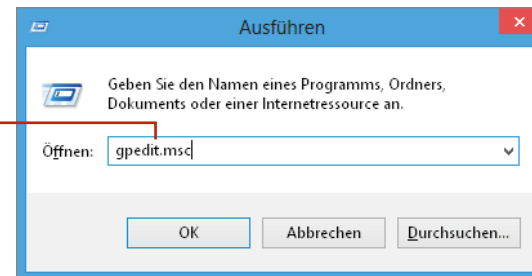 Ausführen
Geben Sie den Namen eines Programms, Ordners,
Dokuments oder einer Internetressource an.
Öffnen: gpedit.msc
OK Abbrechen Durchsuchen...